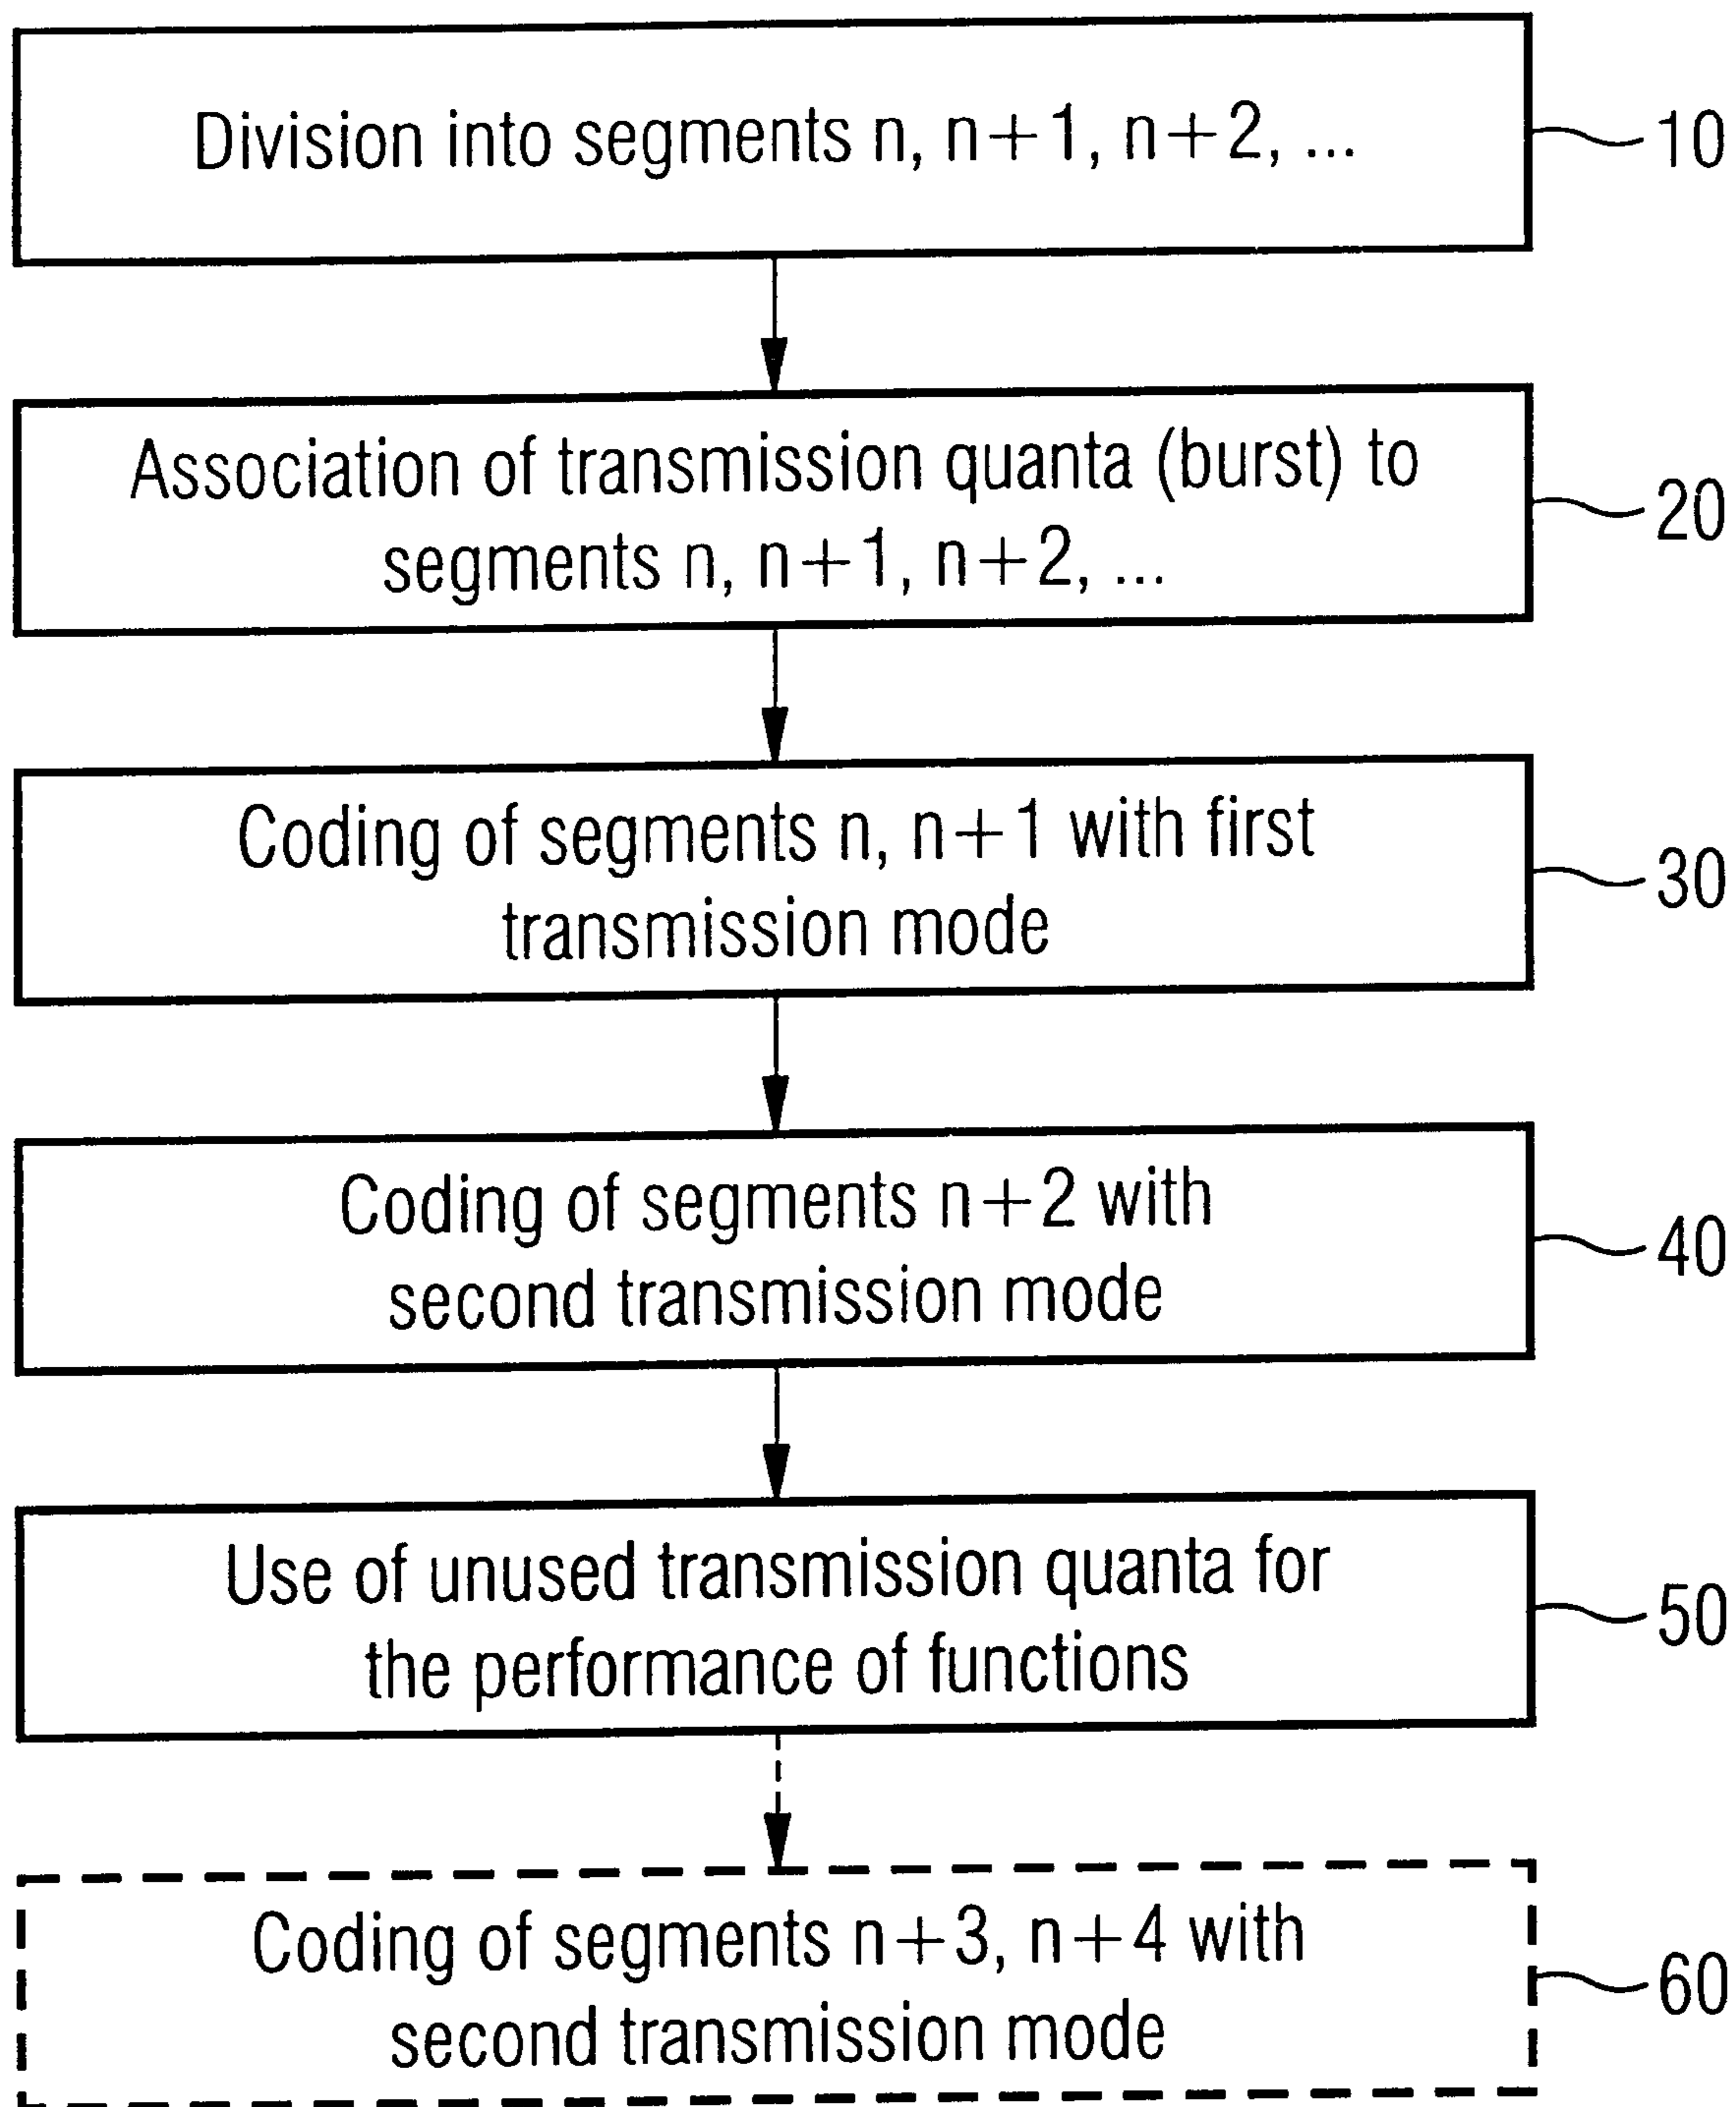 Division into segments n, n+1, n+2, ...
10
Association of transmission quanta (burst) to
segments n, n+1, n+2, ...
20
Coding of segments n, n+1 with first
transmission mode
30
Coding of segments n+2 with
second transmission mode
40
Use of unused transmission quanta for
the performance of functions
50
Coding of segments n+3, n+4 with
second transmission mode
60